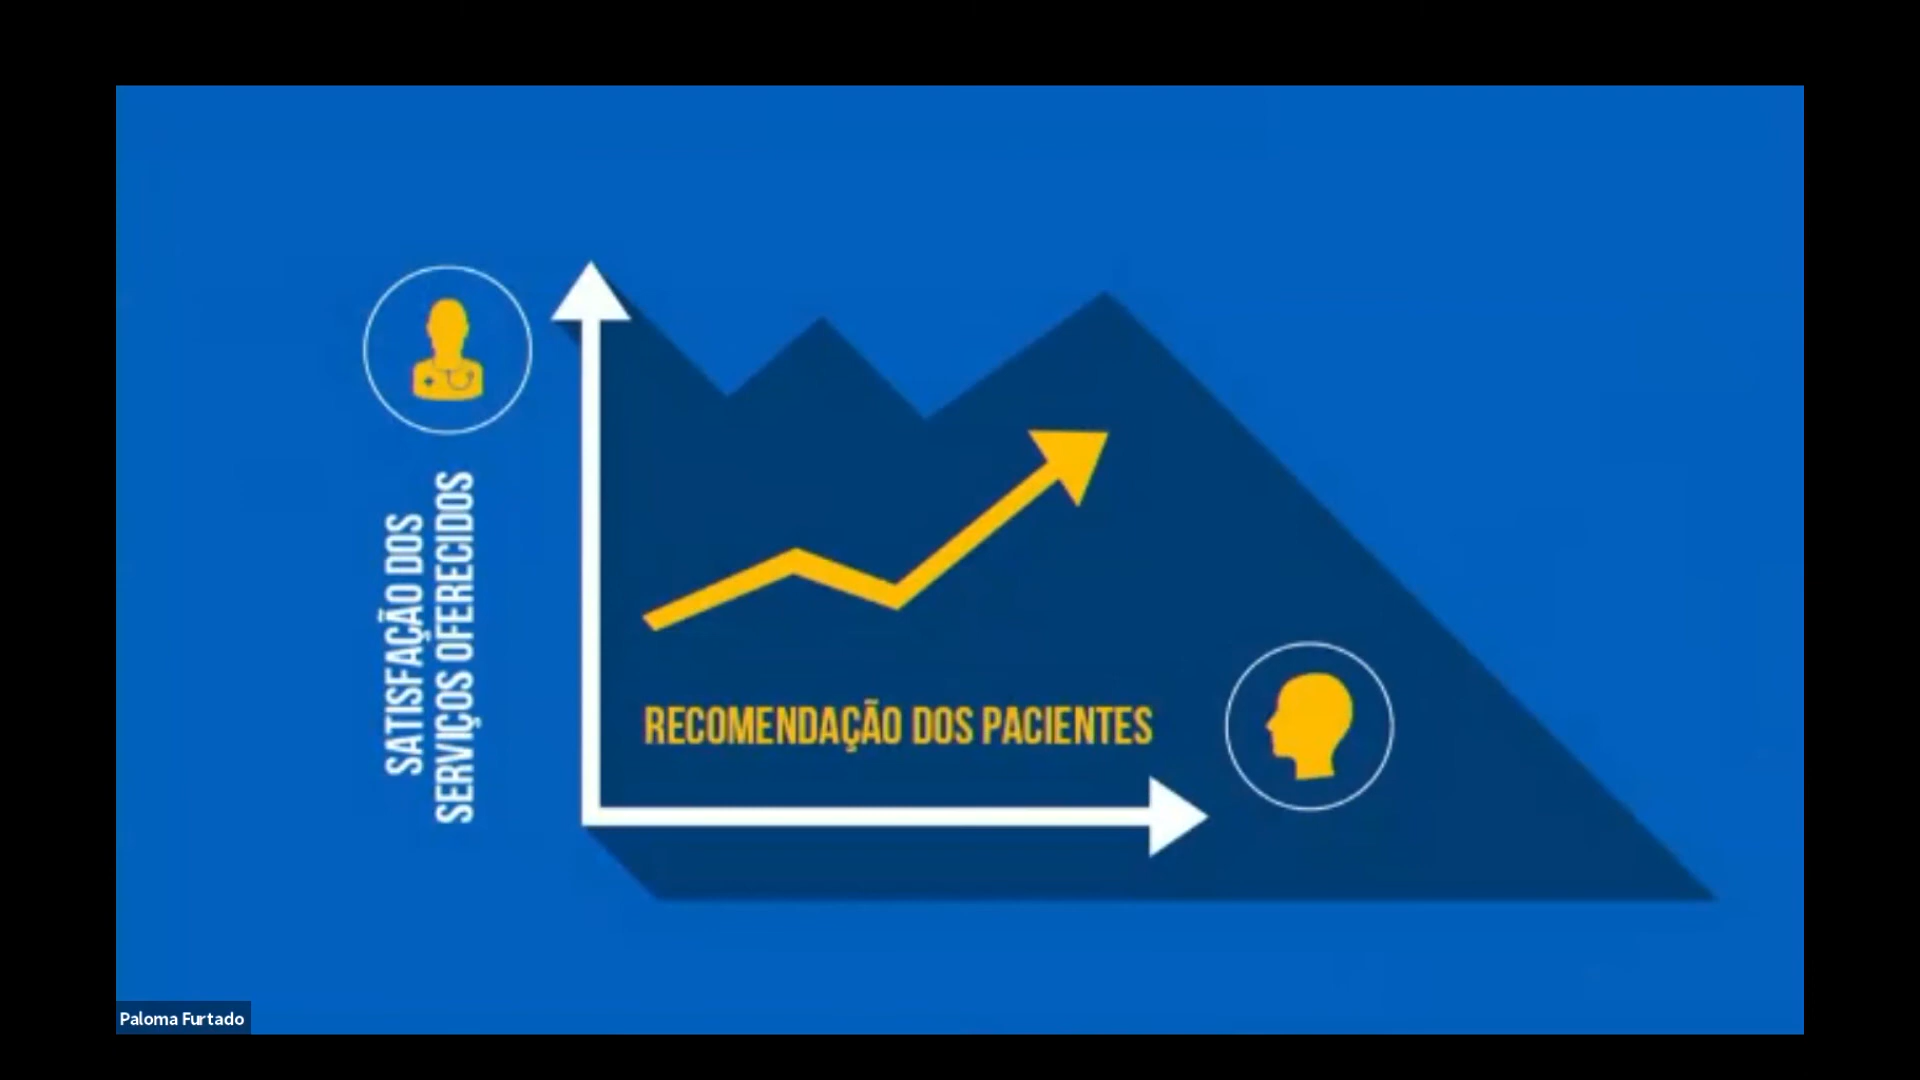 SATISFAÇÃO DOS
SERVIÇOS OFERECIDOS
RECOMENDAÇÃO DOS PACIENTES
Paloma Furtado